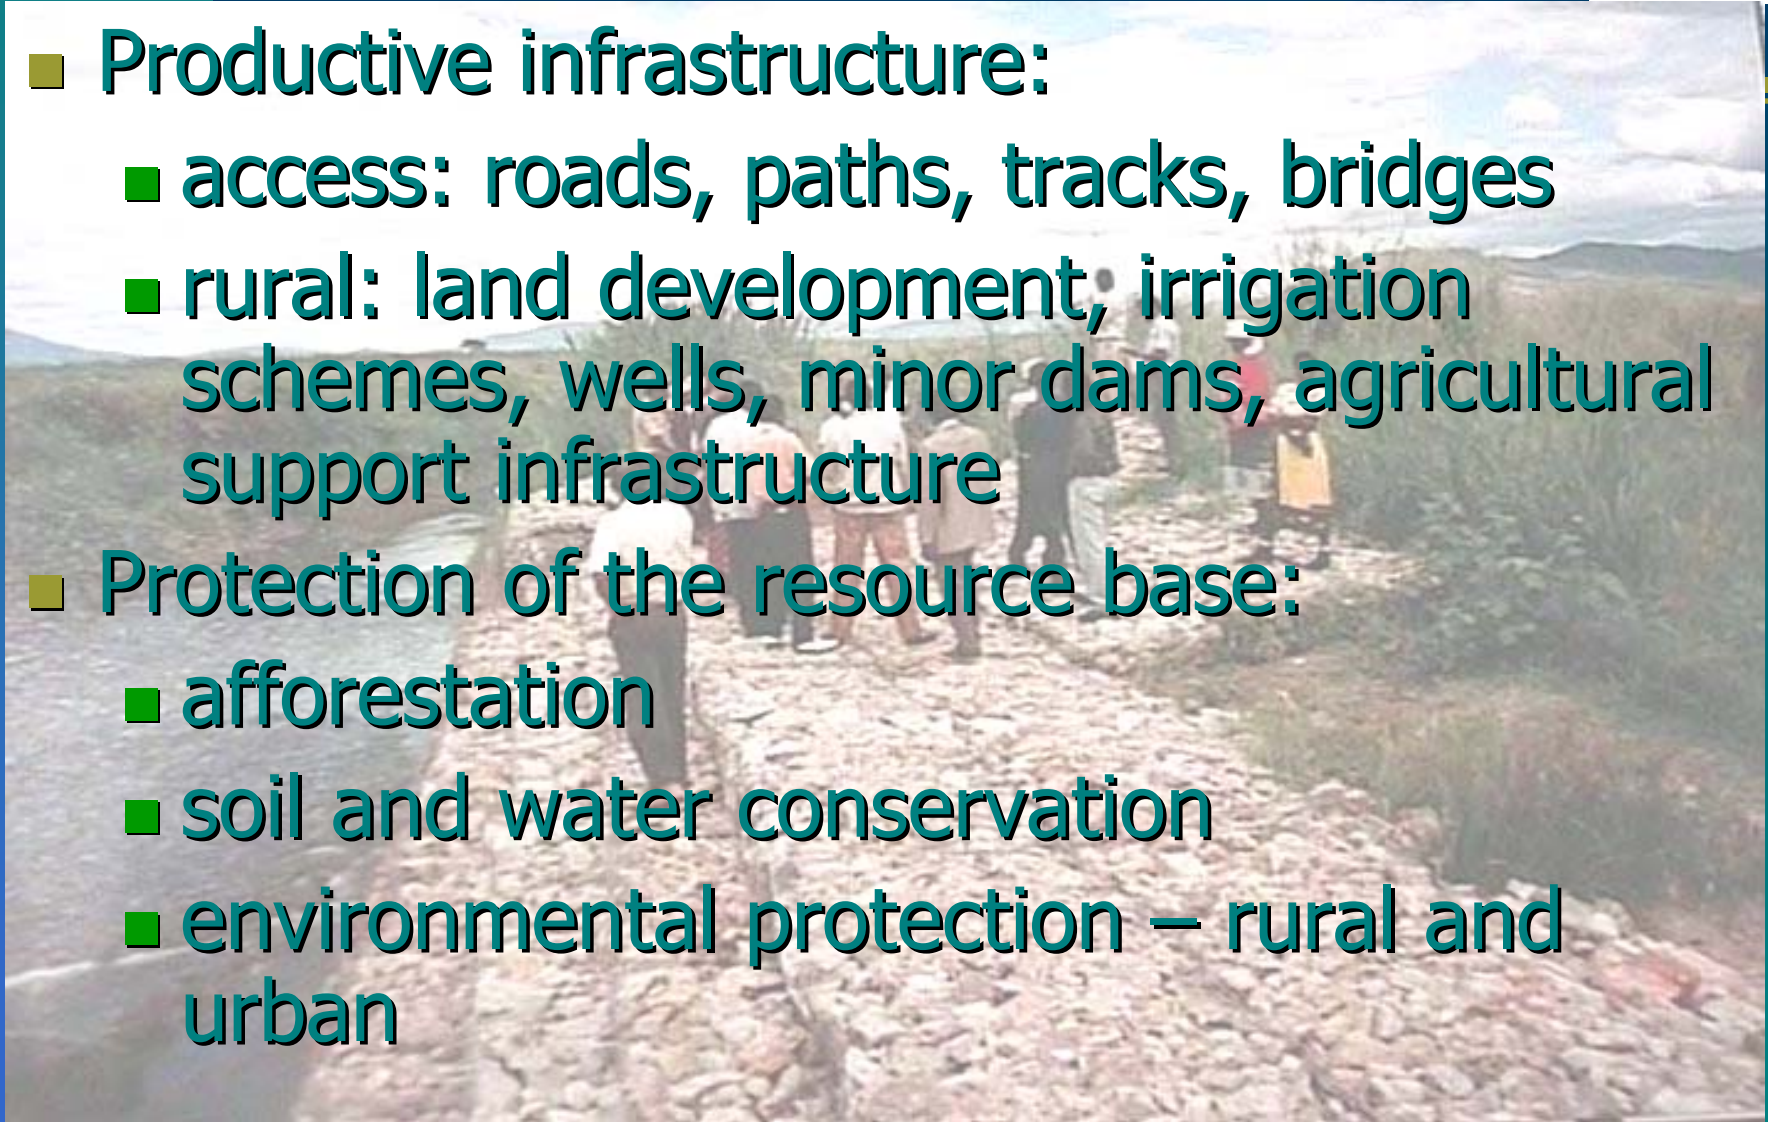 Productive infrastructure:
access: roads, paths, tracks, bridges
rural: land development, irrigation
schemes, wells, minor dams, agricultural
support infrastructure
Protection of the resource base:
afforestation
soil and water conservation
environmental protection – rural and
urban